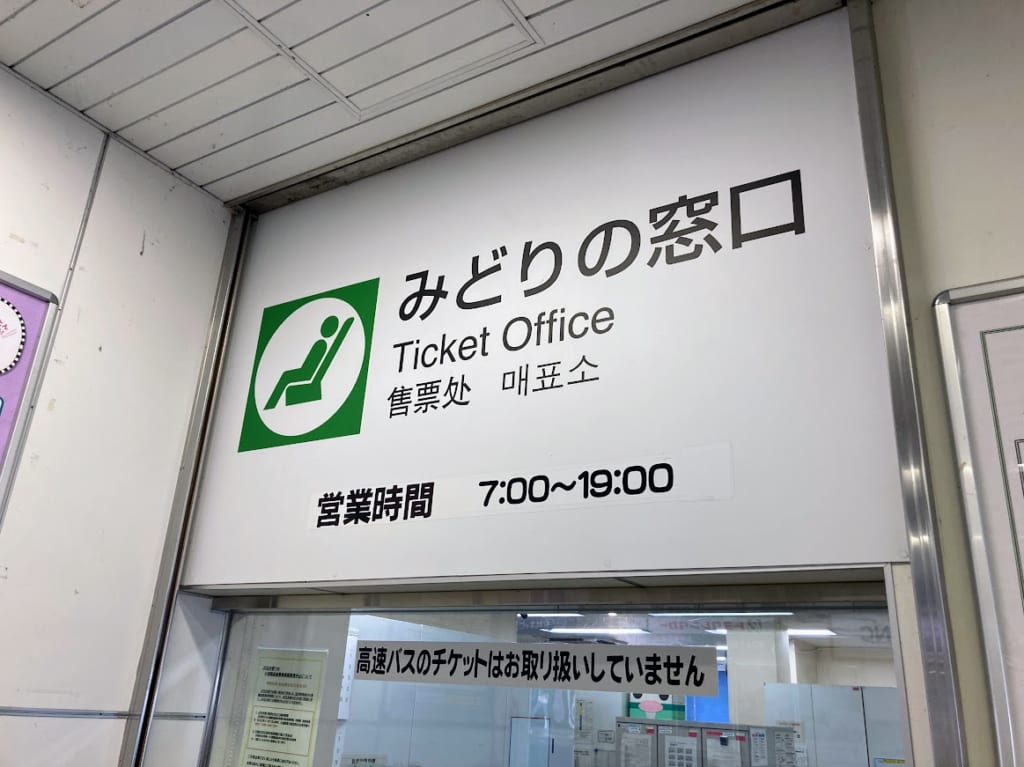 みどりの窓口
Ticket Office
售票处 매표소
営業時間 7:00～19:00
高速バスのチケットはお取り扱いしていません